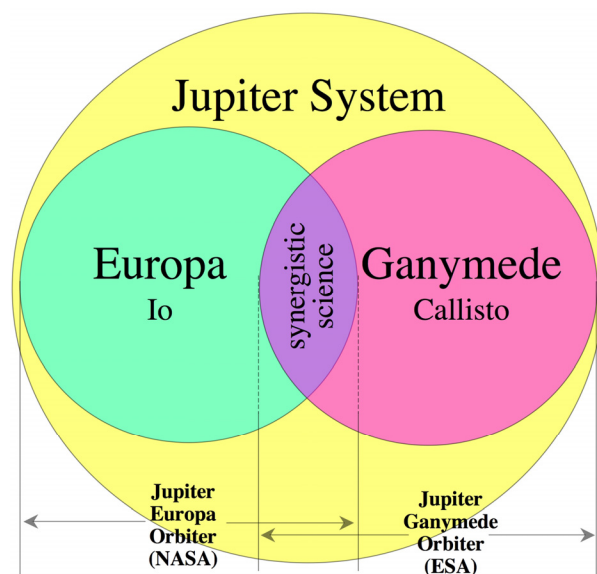 Jupiter System
Europa
Io
synergistic
science
Ganymede
Callisto
Jupiter
Europa
Orbiter
(NASA)
Jupiter
Ganymede
Orbiter
(ESA)